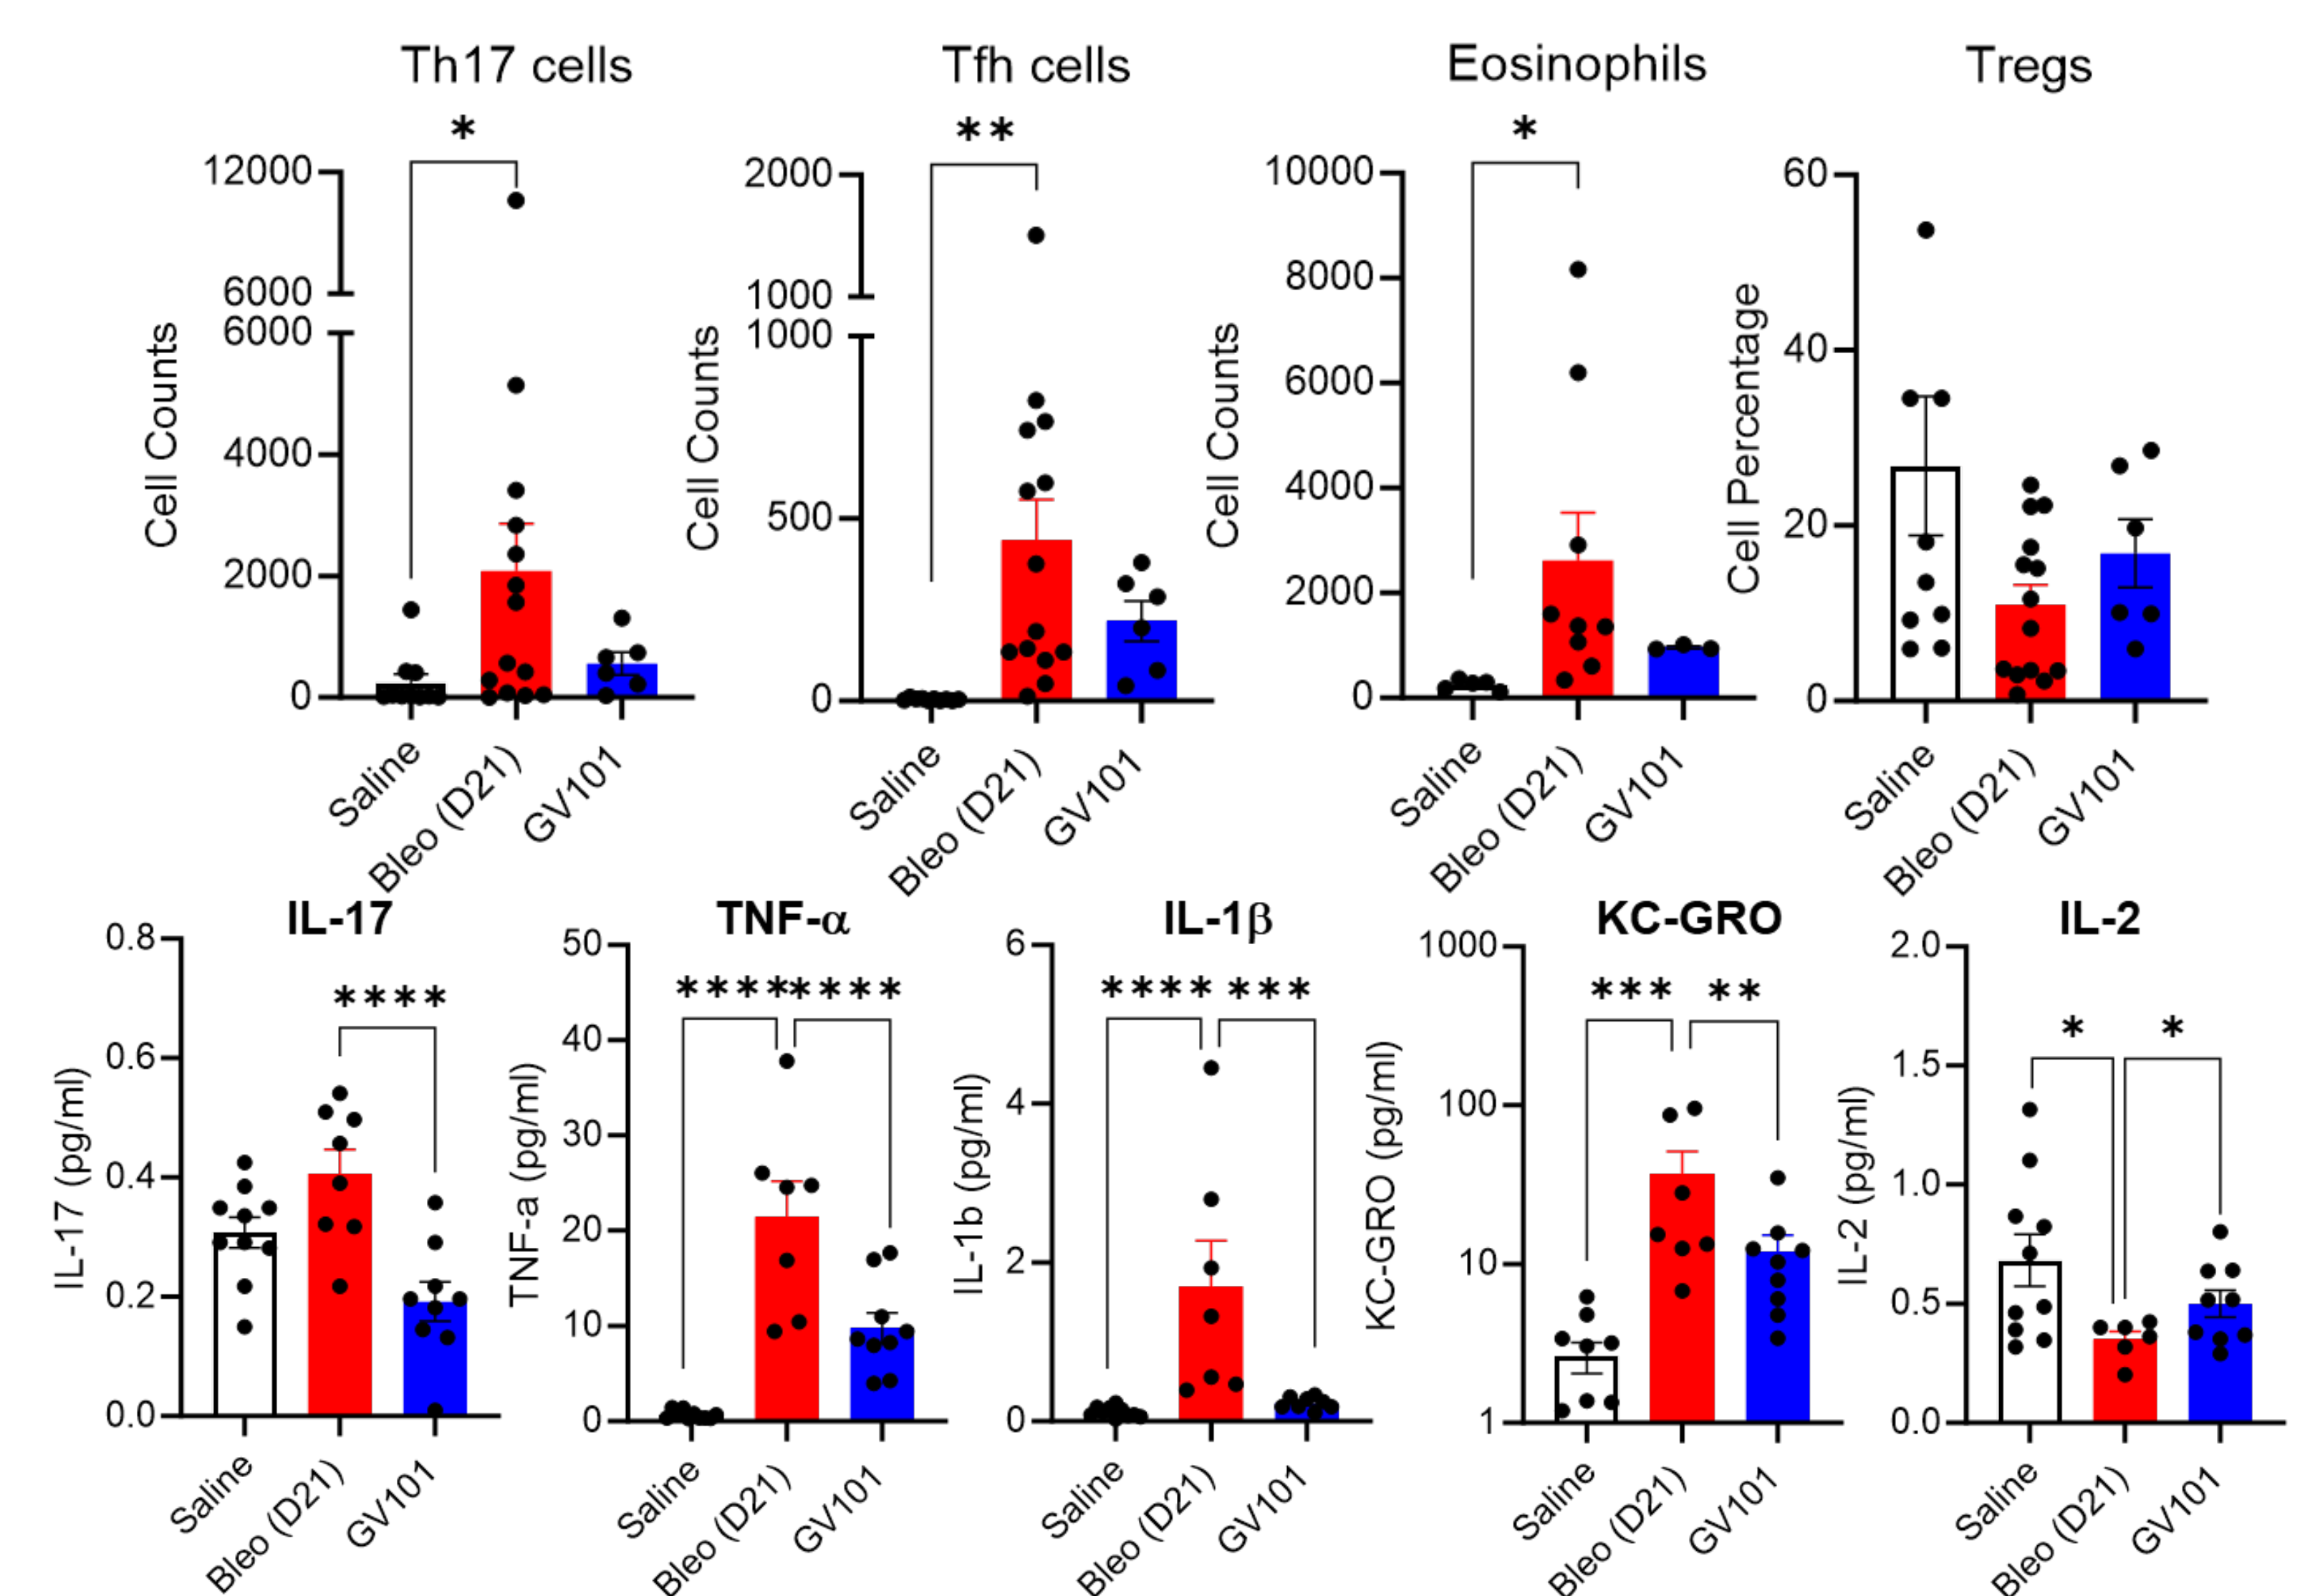 Th17 cells
*
12000
6000
6000
4000
2000
0
Cell Counts
Saline
Bleo (D21)
GV101
Tfh cells
**
2000
1000
1000
500
0
Cell Counts
Saline
Bleo (D21)
GV101
Eosinophils
*
10000
8000
6000
4000
2000
0
Cell Counts
Saline
Bleo (D21)
GV101
Tregs
60
40
20
0
Cell Percentage
Saline
Bleo (D21)
GV101
IL-17
****
0.8
0.6
0.4
0.2
0.0
IL-17 (pg/ml)
Saline
Bleo (D21)
GV101
TNF-α
********
50
40
30
20
10
0
TNF-a (pg/ml)
Saline
Bleo (D21)
GV101
IL-1β
**** ***
6
4
2
0
IL-1b (pg/ml)
Saline
Bleo (D21)
GV101
KC-GRO
*** **
1000
100
10
1
KC-GRO (pg/ml)
Saline
Bleo (D21)
GV101
IL-2
* *
2.0
1.5
1.0
0.5
0.0
IL-2 (pg/ml)
Saline
Bleo (D21)
GV101